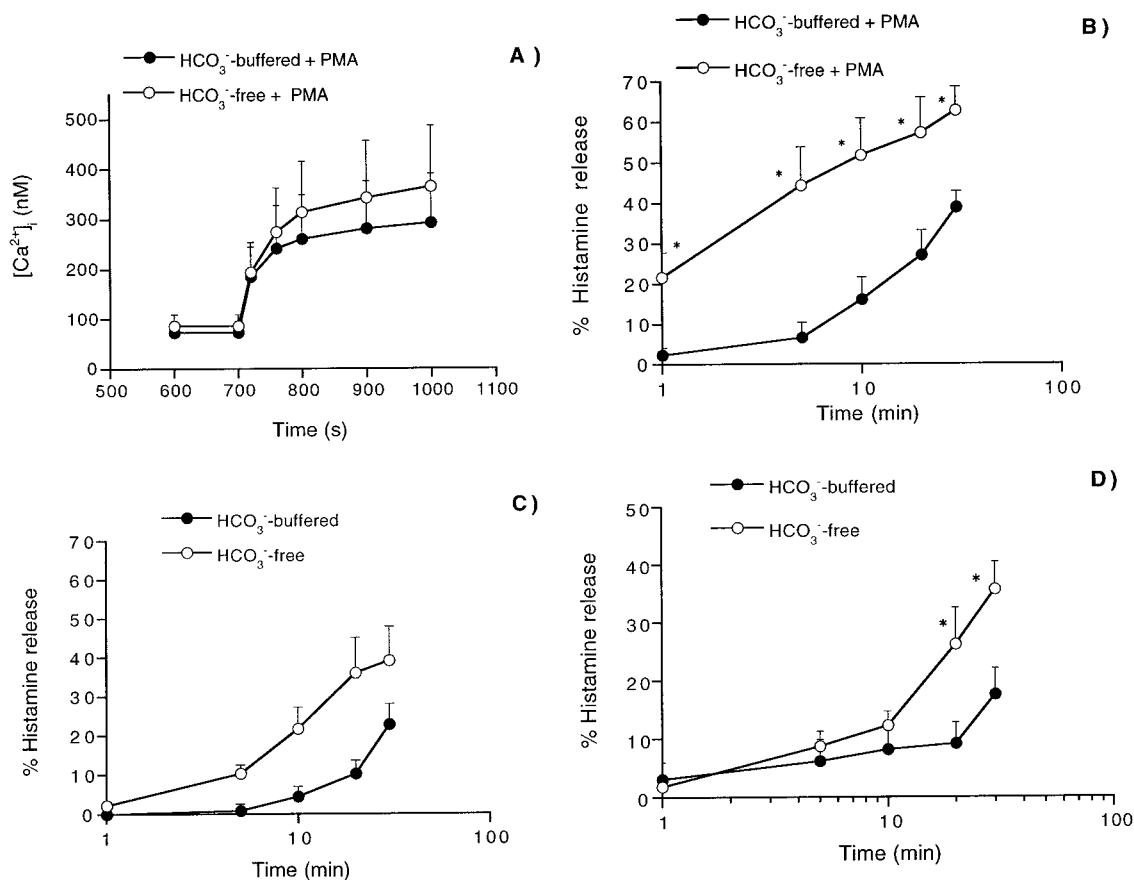 A)
HCO₃⁻-buffered + PMA
HCO₃⁻-free + PMA
[Ca²⁺]ᵢ (nM)
500
400
300
200
100
0
500 600 700 800 900 1000 1100
Time (s)
B)
HCO₃⁻-buffered + PMA
HCO₃⁻-free + PMA
% Histamine release
70
60
50
40
30
20
10
0
* * * * *
1 10 100
Time (min)
C)
HCO₃⁻-buffered
HCO₃⁻-free
% Histamine release
70
60
50
40
30
20
10
0
1 10 100
Time (min)
D)
HCO₃⁻-buffered
HCO₃⁻-free
% Histamine release
50
40
30
20
10
0
* *
1 10 100
Time (min)